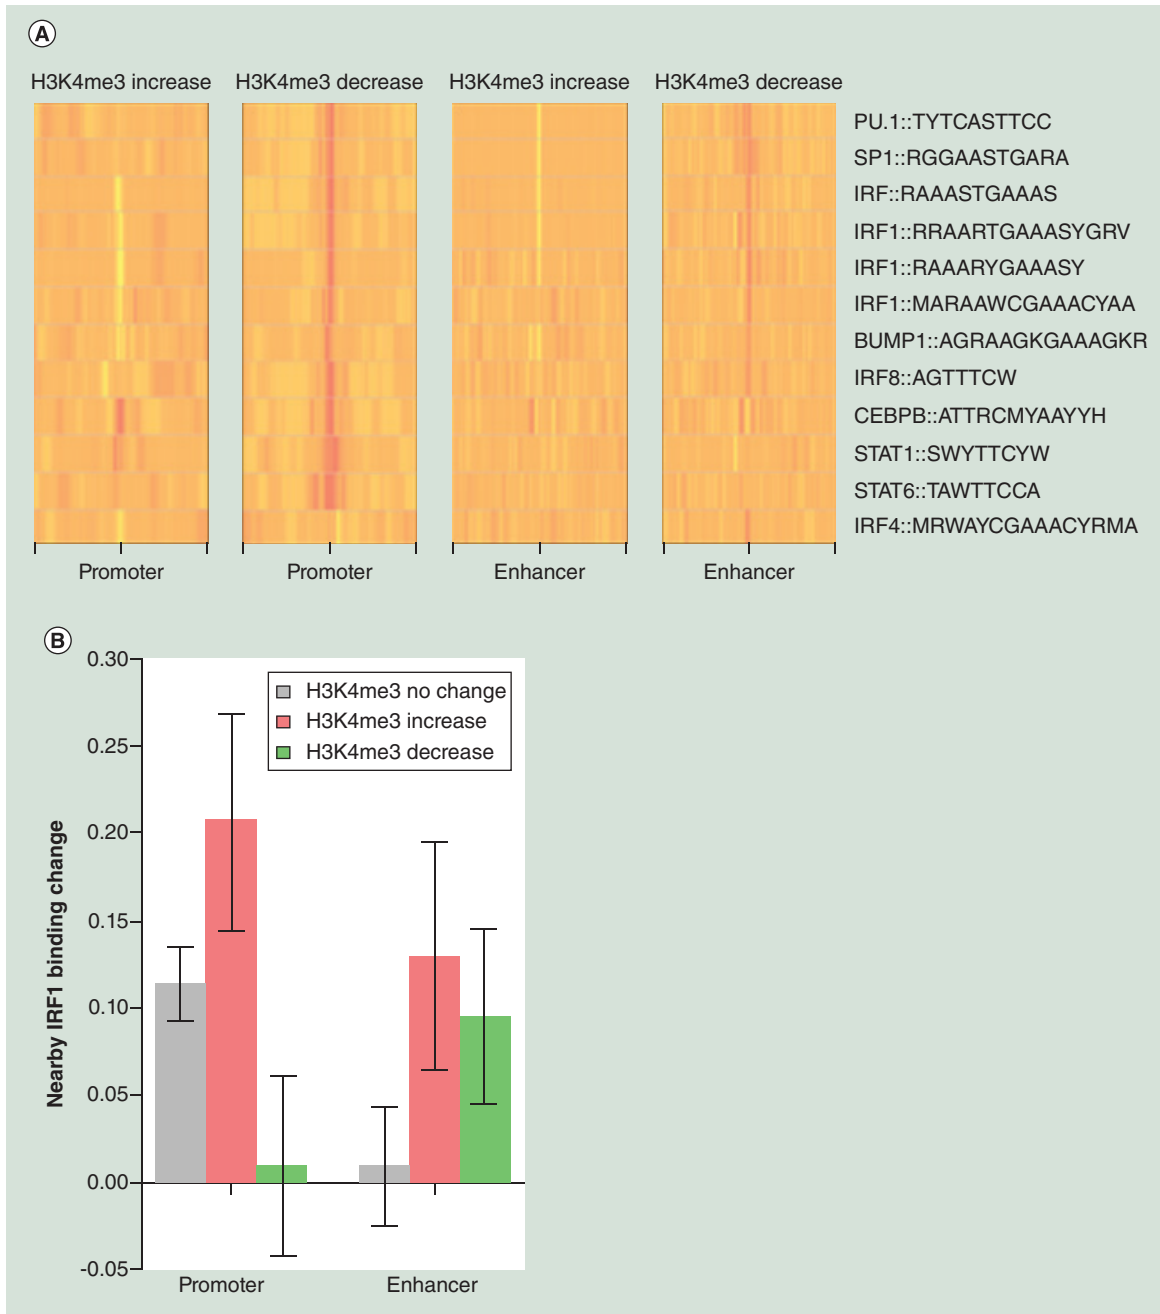 A
H3K4me3 increase
H3K4me3 decrease
H3K4me3 increase
H3K4me3 decrease
PU.1::TYTCASTTCC
SP1::RGGAASTGARA
IRF::RAAASTGAAAS
IRF1::RRAARTGAAASYGRV
IRF1::RAAARYGAAASY
IRF1::MARAAWCGAAACYAA
BUMP1::AGRAAGKGAAAGKR
IRF8::AGTTTCW
CEBPB::ATTRCMYAAYYH
STAT1::SWYTTCYW
STAT6::TAWTTCCA
IRF4::MRWAYCGAAACYRMA
Promoter
Promoter
Enhancer
Enhancer
B
H3K4me3 no change
H3K4me3 increase
H3K4me3 decrease
Nearby IRF1 binding change
0.30
0.25
0.20
0.15
0.10
0.05
0.00
-0.05
Promoter
Enhancer